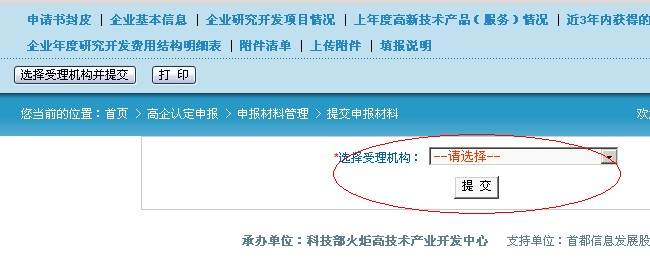 申请书封皮 | 企业基本信息 | 企业研究开发项目情况 | 上年度高新技术产品（服务）情况 | 近3年内获得的
企业年度研究开发费用结构明细表 | 附件清单 | 上传附件 | 填报说明
选择受理机构并提交 打 印
您当前的位置：首页 > 高企认定申报 > 申报材料管理 > 提交申报材料 欢
*选择受理机构： --请选择--
提 交
承办单位：科技部火炬高技术产业开发中心 支持单位：首都信息发展股